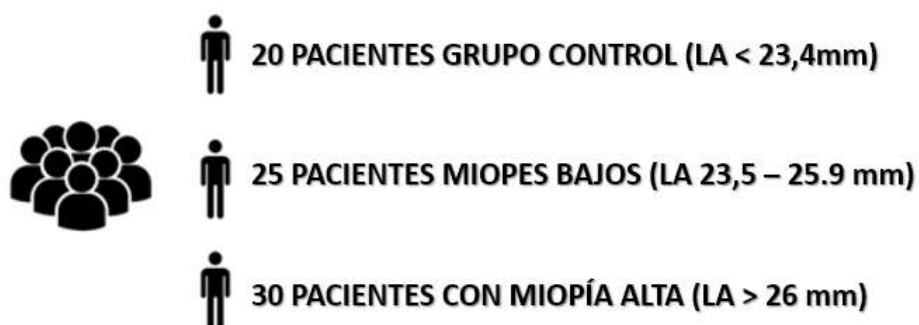 20 PACIENTES GRUPO CONTROL (LA < 23,4mm)
25 PACIENTES MIOPES BAJOS (LA 23,5 – 25.9 mm)
30 PACIENTES CON MIOPÍA ALTA (LA > 26 mm)